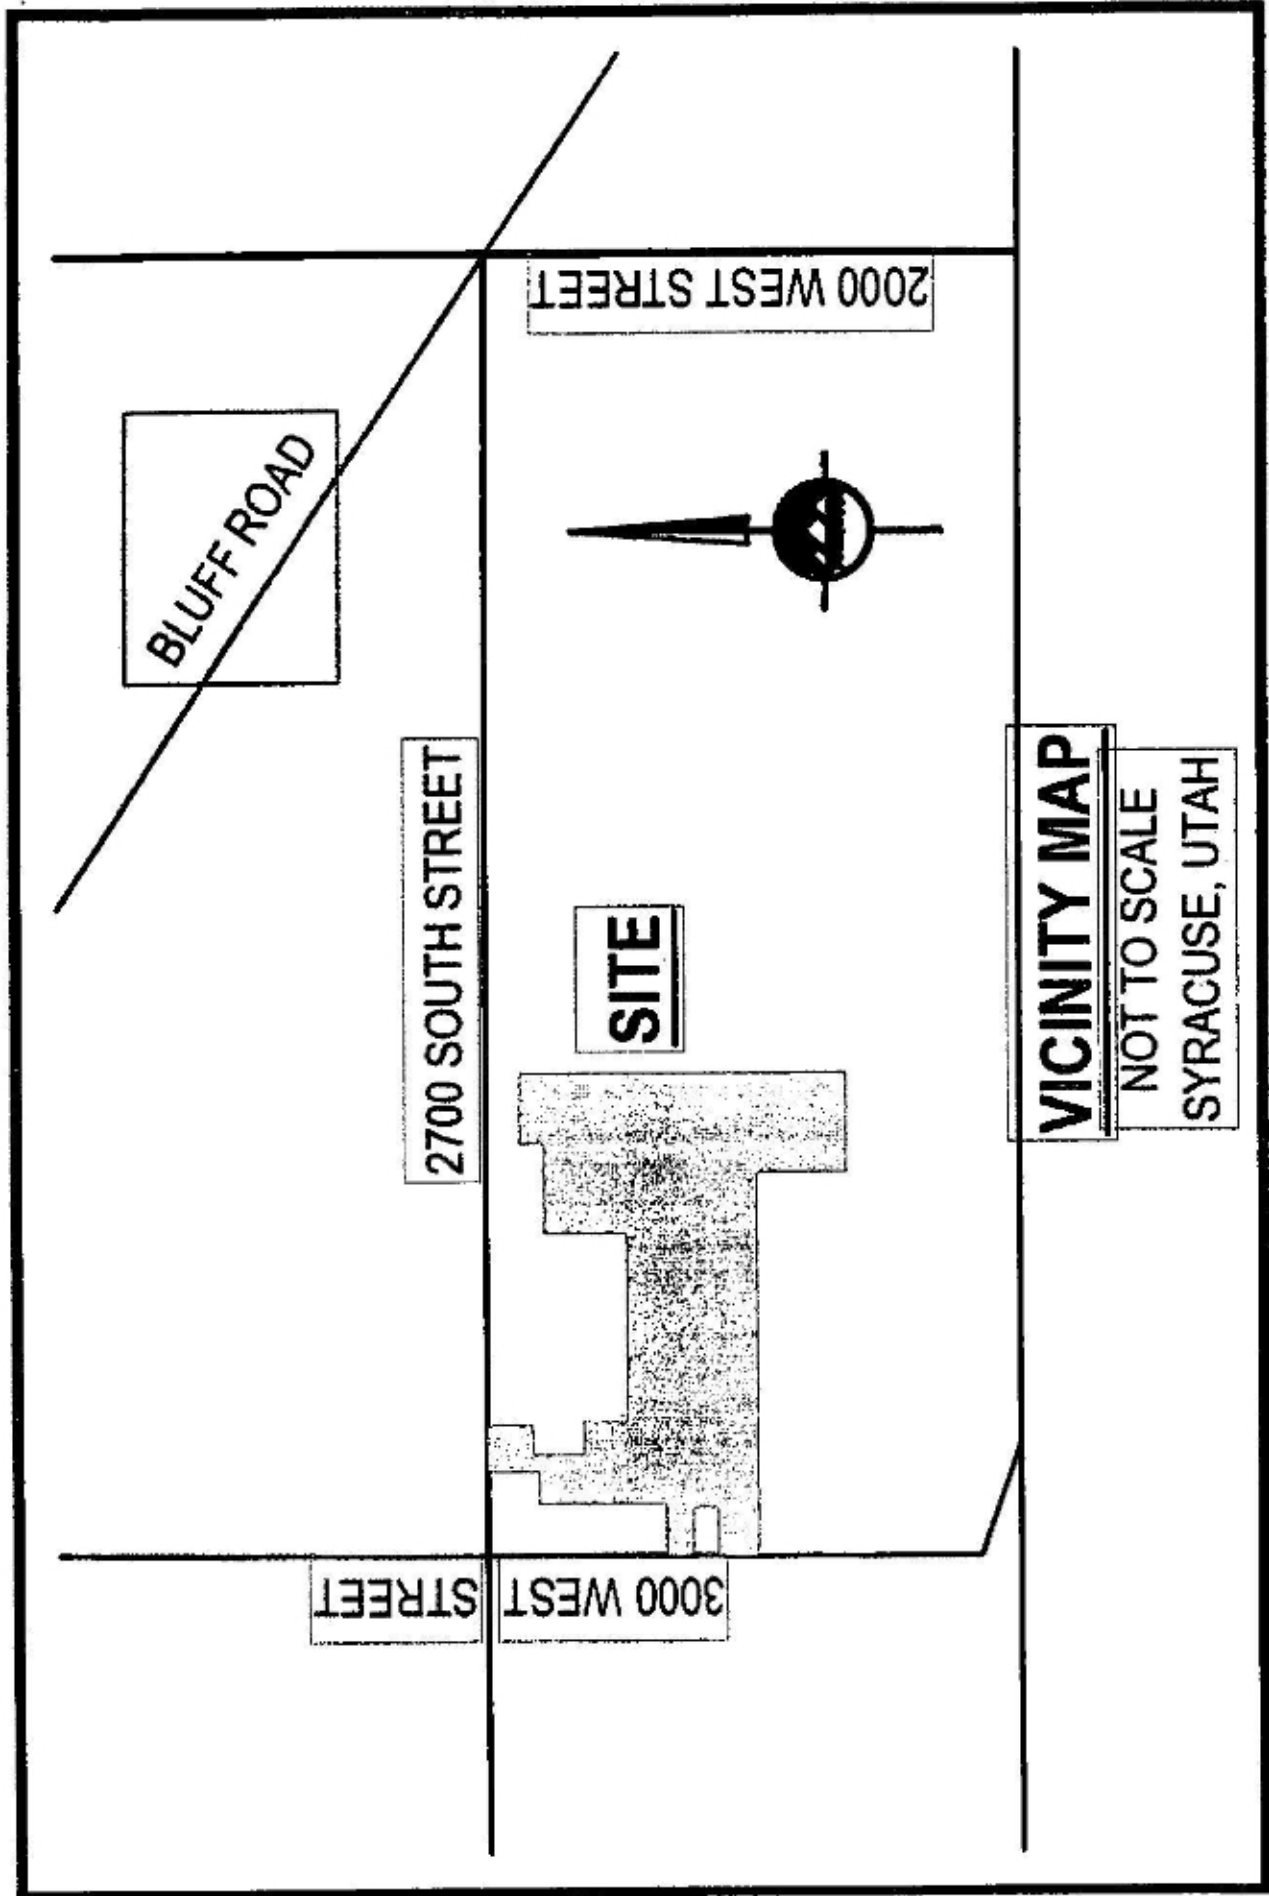 BLUFF ROAD
2700 SOUTH STREET
3000 WEST STREET
SITE
2000 WEST STREET
VICINITY MAP
NOT TO SCALE
SYRACUSE, UTAH